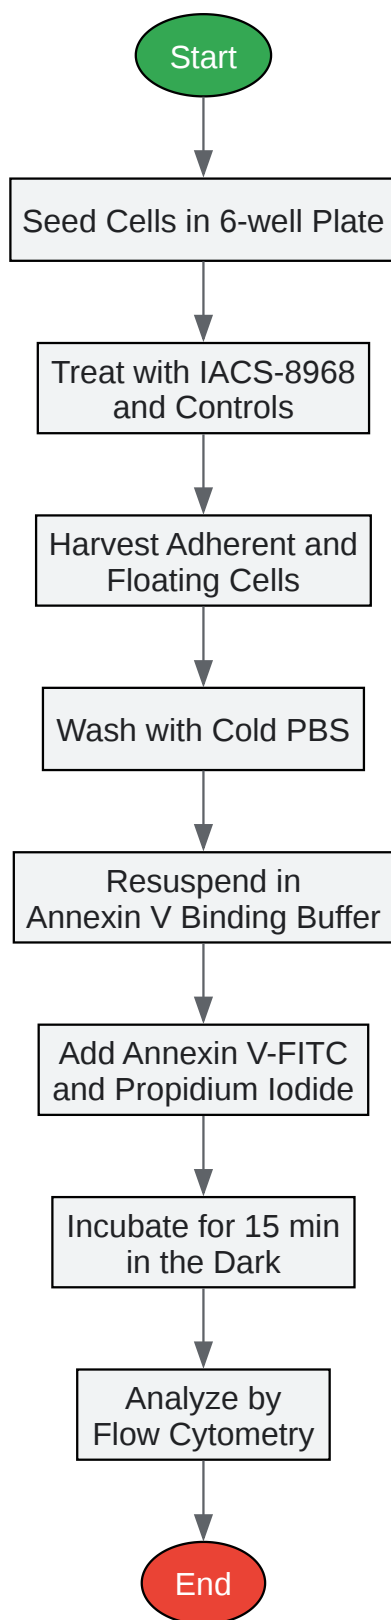 Start
Seed Cells in 6-well Plate
Treat with IACS-8968
and Controls
Harvest Adherent and
Floating Cells
Wash with Cold PBS
Resuspend in
Annexin V Binding Buffer
Add Annexin V-FITC
and Propidium Iodide
Incubate for 15 min
in the Dark
Analyze by
Flow Cytometry
End